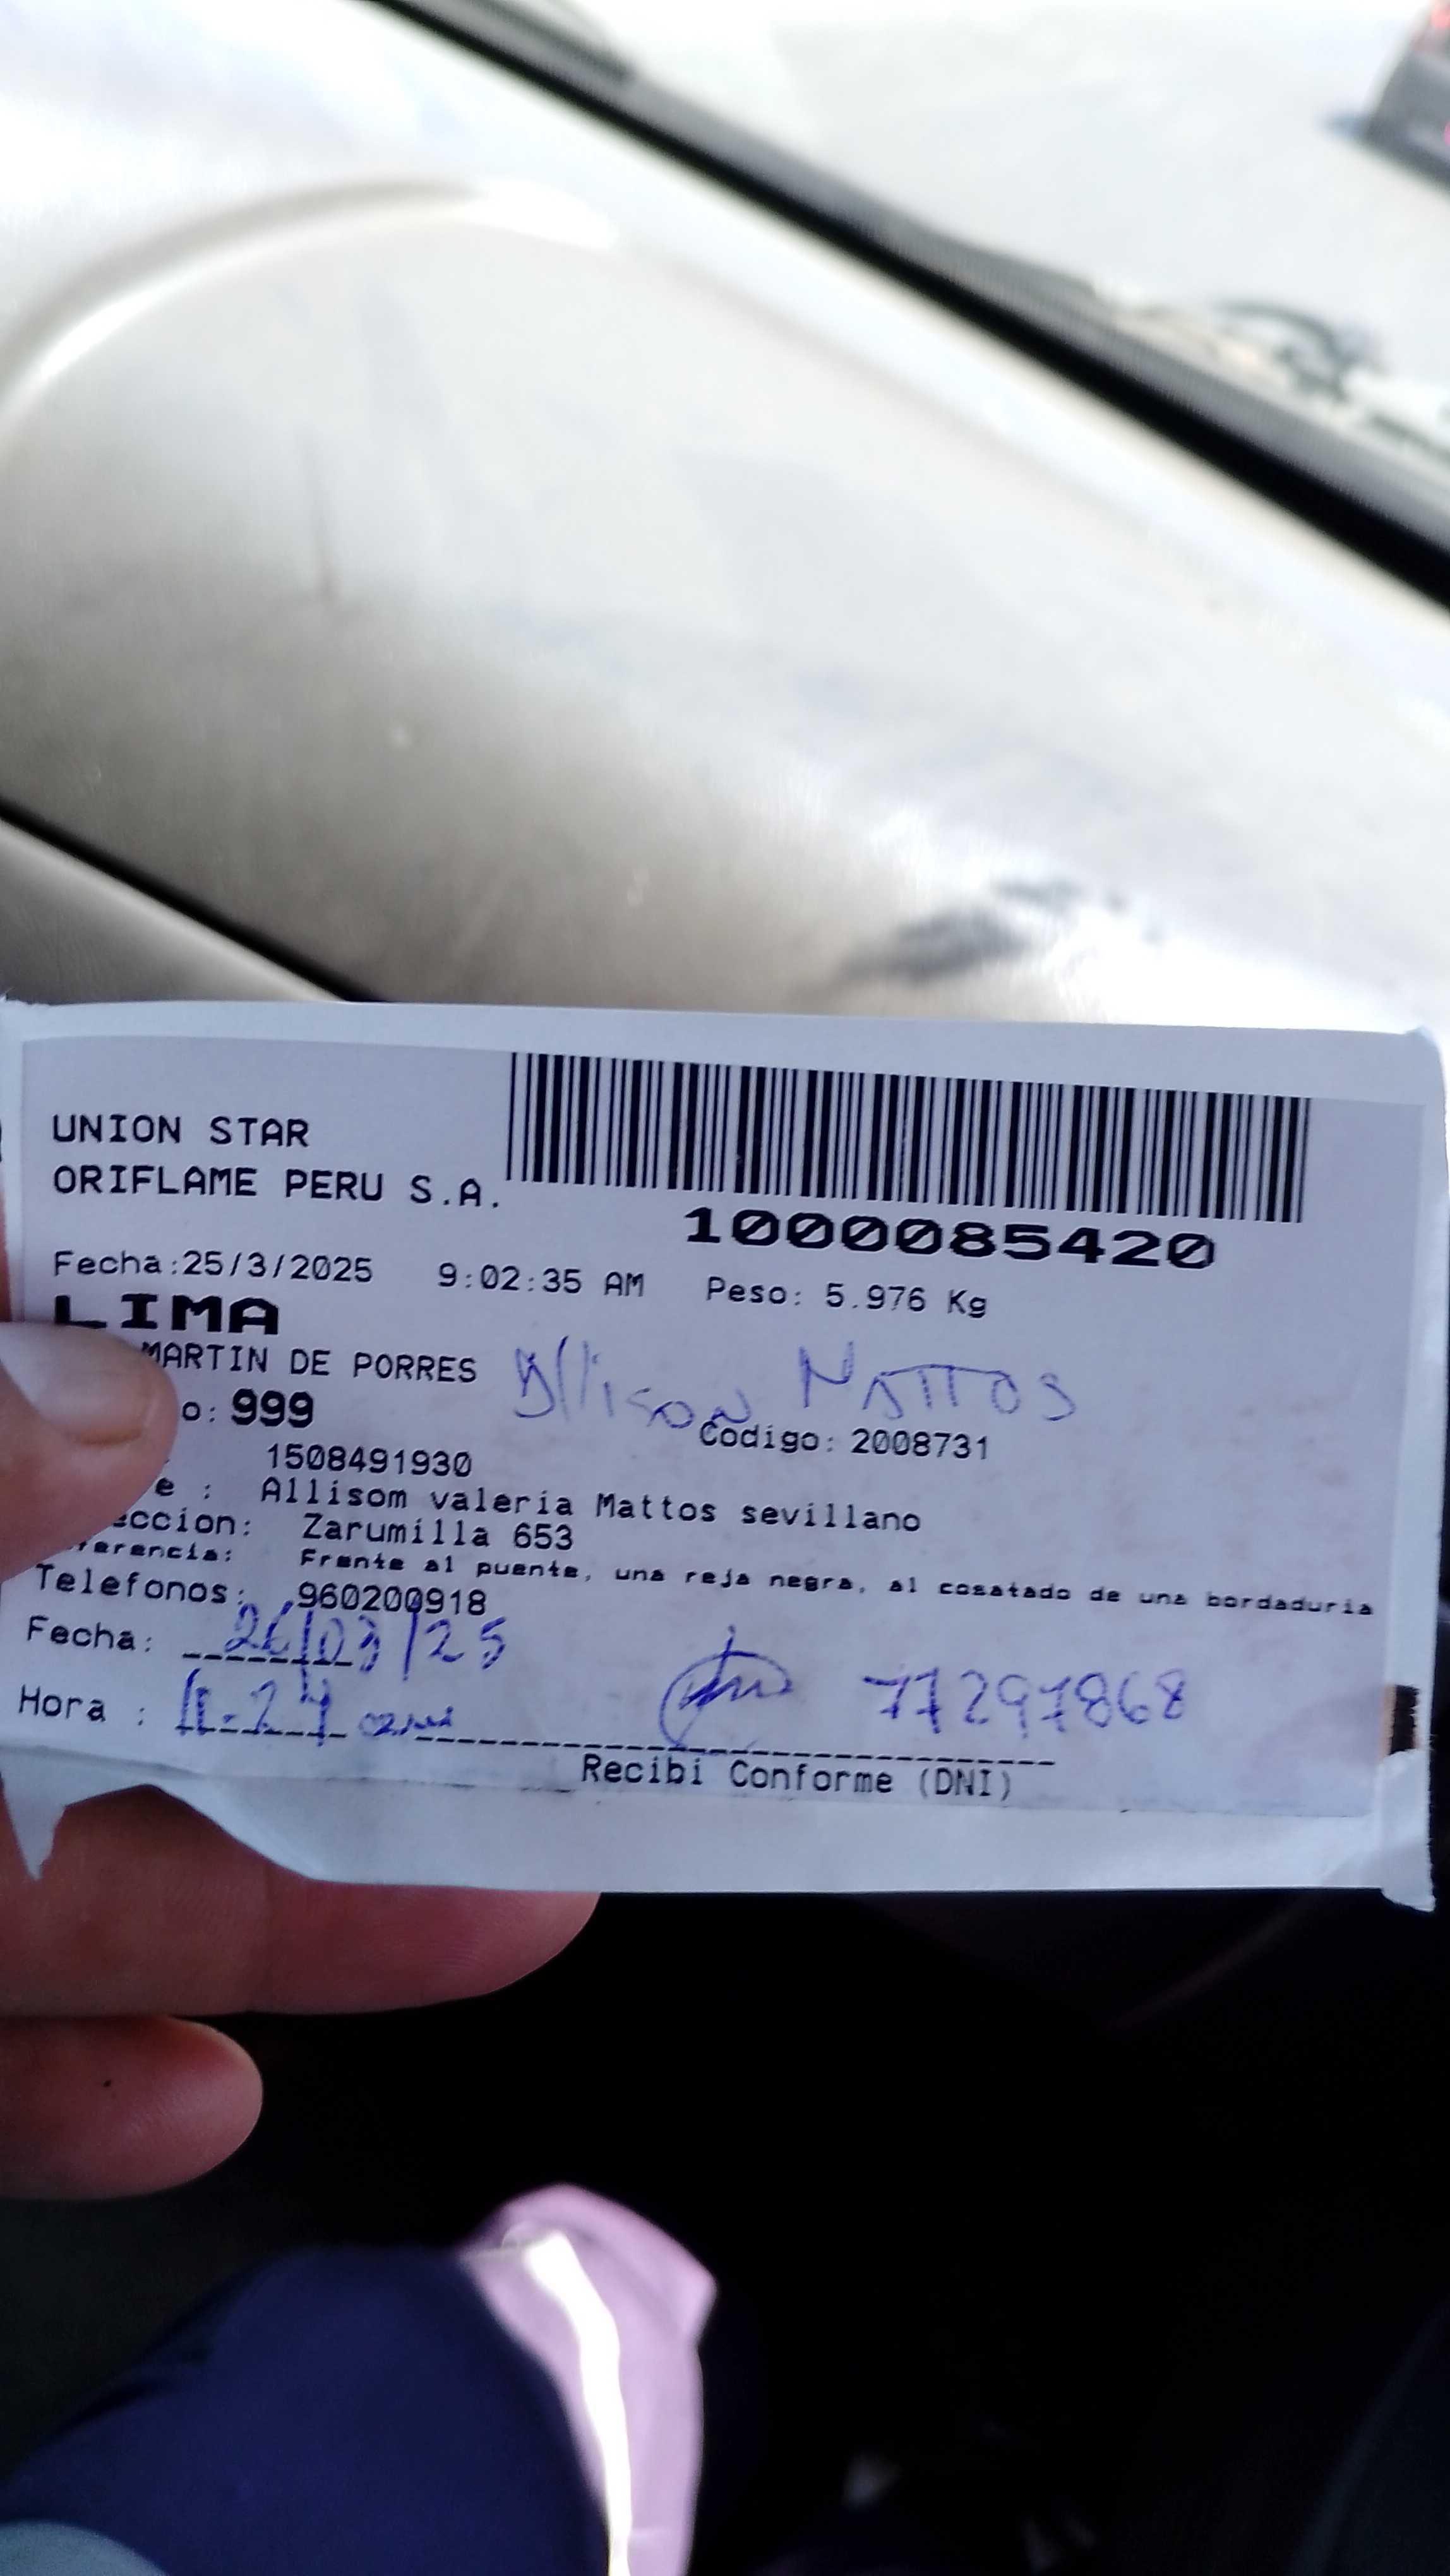 UNION STAR
ORIFLAME PERU S.A.
1000085420
Fecha:25/3/2025 9:02:35 AM Peso: 5.976 Kg
LIMA
MARTIN DE PORRES Allison MATTOS
o: 999
Codigo: 2008731
1508491930
e : Allisom valeria Mattos sevillano
eccion: Zarumilla 653
ferencia: Frente al puente, una reja negra, al cosatado de una bordaduria
Telefonos: 960200918
Fecha: 26/03/25
Hora : 11:24 77297868
Recibi Conforme (DNI)